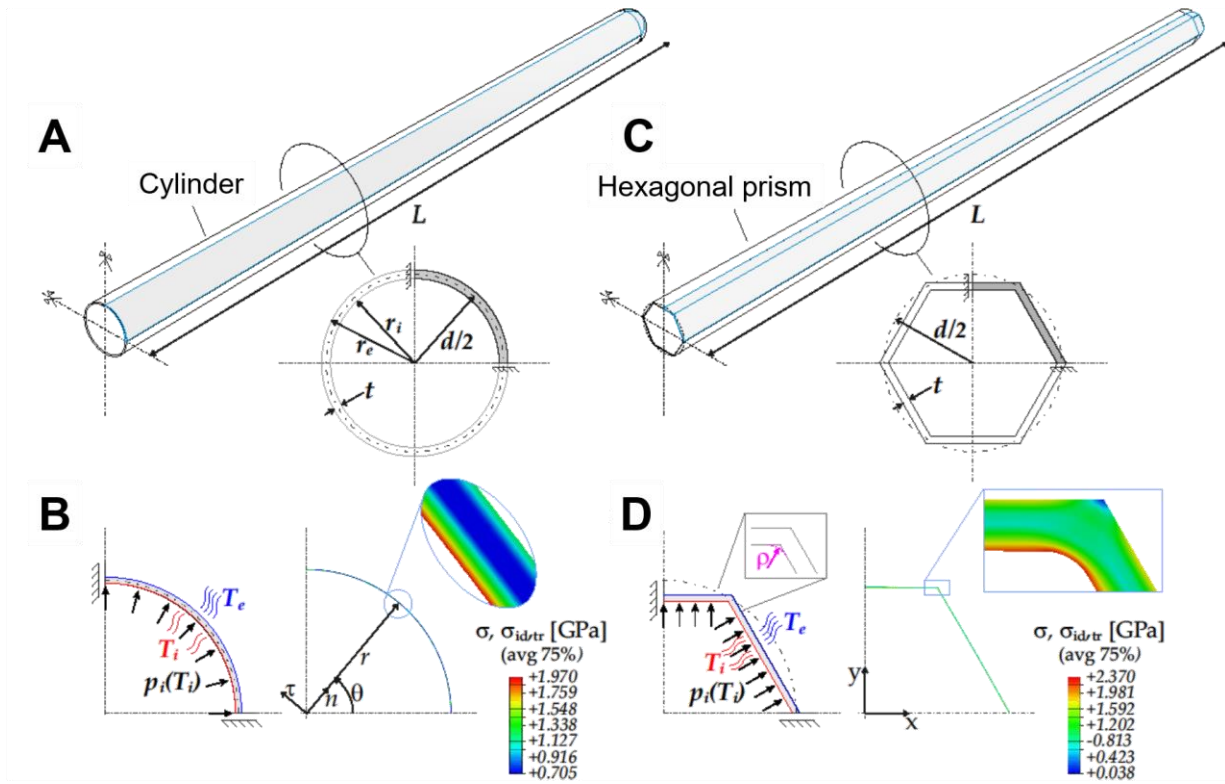 A
Cylinder
L
r_i
r_e
d/2
t
C
Hexagonal prism
L
d/2
t
B
T_e
T_i
p_i(T_i)
τ
n
r
θ
σ, σ_id,tr [GPa]
(avg 75%)
+1.970
+1.759
+1.548
+1.338
+1.127
+0.916
+0.705
D
ρ
T_e
T_i
p_i(T_i)
y
x
σ, σ_id,tr [GPa]
(avg 75%)
+2.370
+1.981
+1.592
+1.202
-0.813
+0.423
+0.038